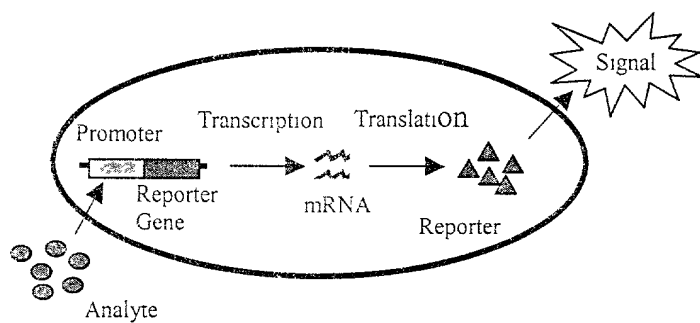 Signal
Promoter
Transcription
Translation
Reporter
Gene
mRNA
Reporter
Analyte